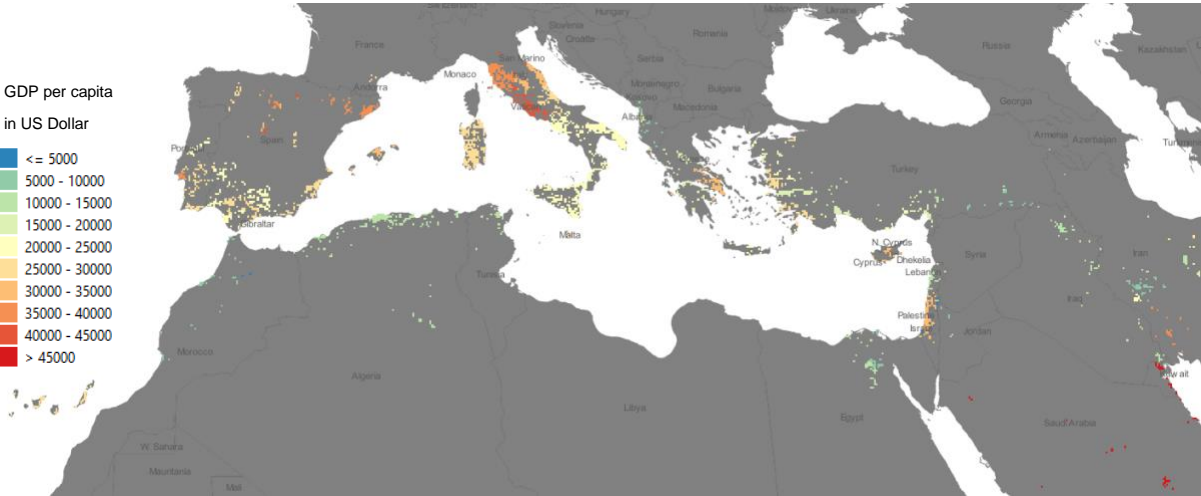 Switzerland
Hungary
Moldova
Ukraine
Slovenia
Croatia
France
Romania
Russia
Kazakhstan
San Marino
Serbia
Monaco
Andorra
Montenegro
Bulgaria
Kosovo
GDP per capita
in US Dollar
Macedonia
Georgia
Albania
Armenia
Azerbaijan
Spain
Turkey
<= 5000
5000 - 10000
10000 - 15000
15000 - 20000
20000 - 25000
25000 - 30000
30000 - 35000
35000 - 40000
40000 - 45000
> 45000
Gibraltar
Malta
N. Cyprus
Cyprus
Dhekelia
Syria
Iran
Tunisia
Lebanon
Iraq
Palestine
Israel
Jordan
Morocco
Kuwait
Algeria
Libya
Egypt
Saudi Arabia
W. Sahara
Mauritania
Mali